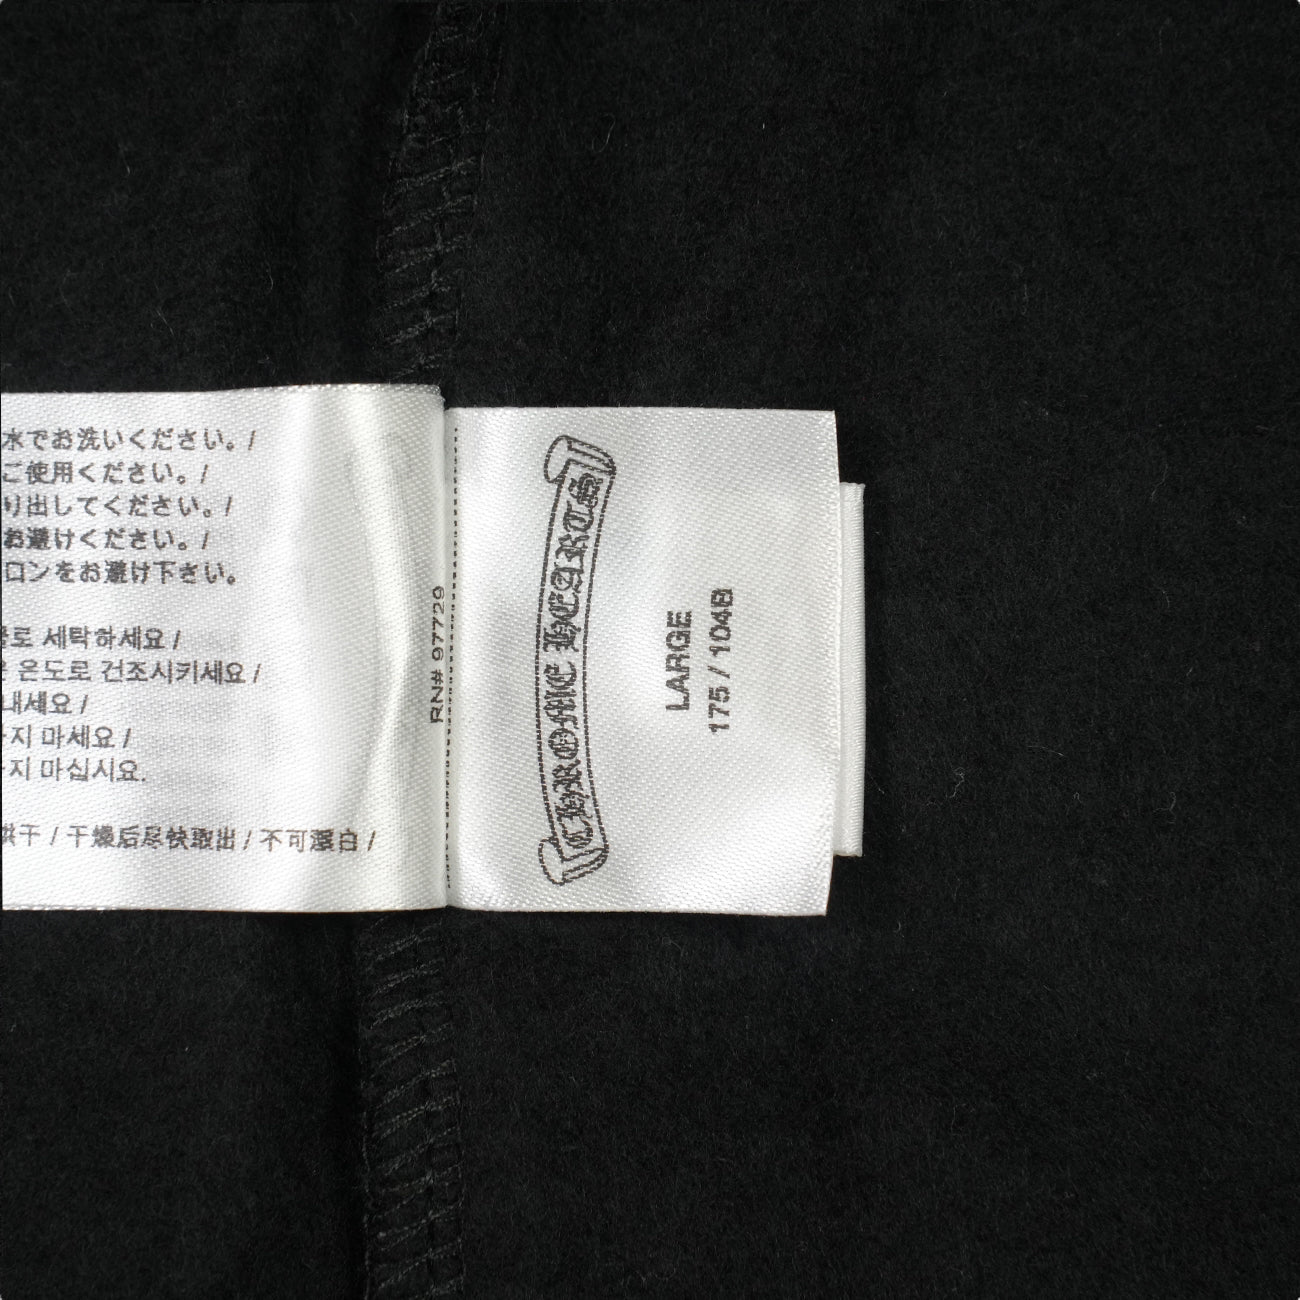 水でお洗いください。/
ご使用ください。/
り出してください。/
お避けください。/
ロンをお避け下さい。
로 세탁하세요 /
온도로 건조시키세요 /
내세요 /
지 마세요 /
지 마십시요.
烘干 / 干燥后尽快取出 / 不可漂白 /
RN# 97729
CHROME HEARTS
LARGE
175 / 104B